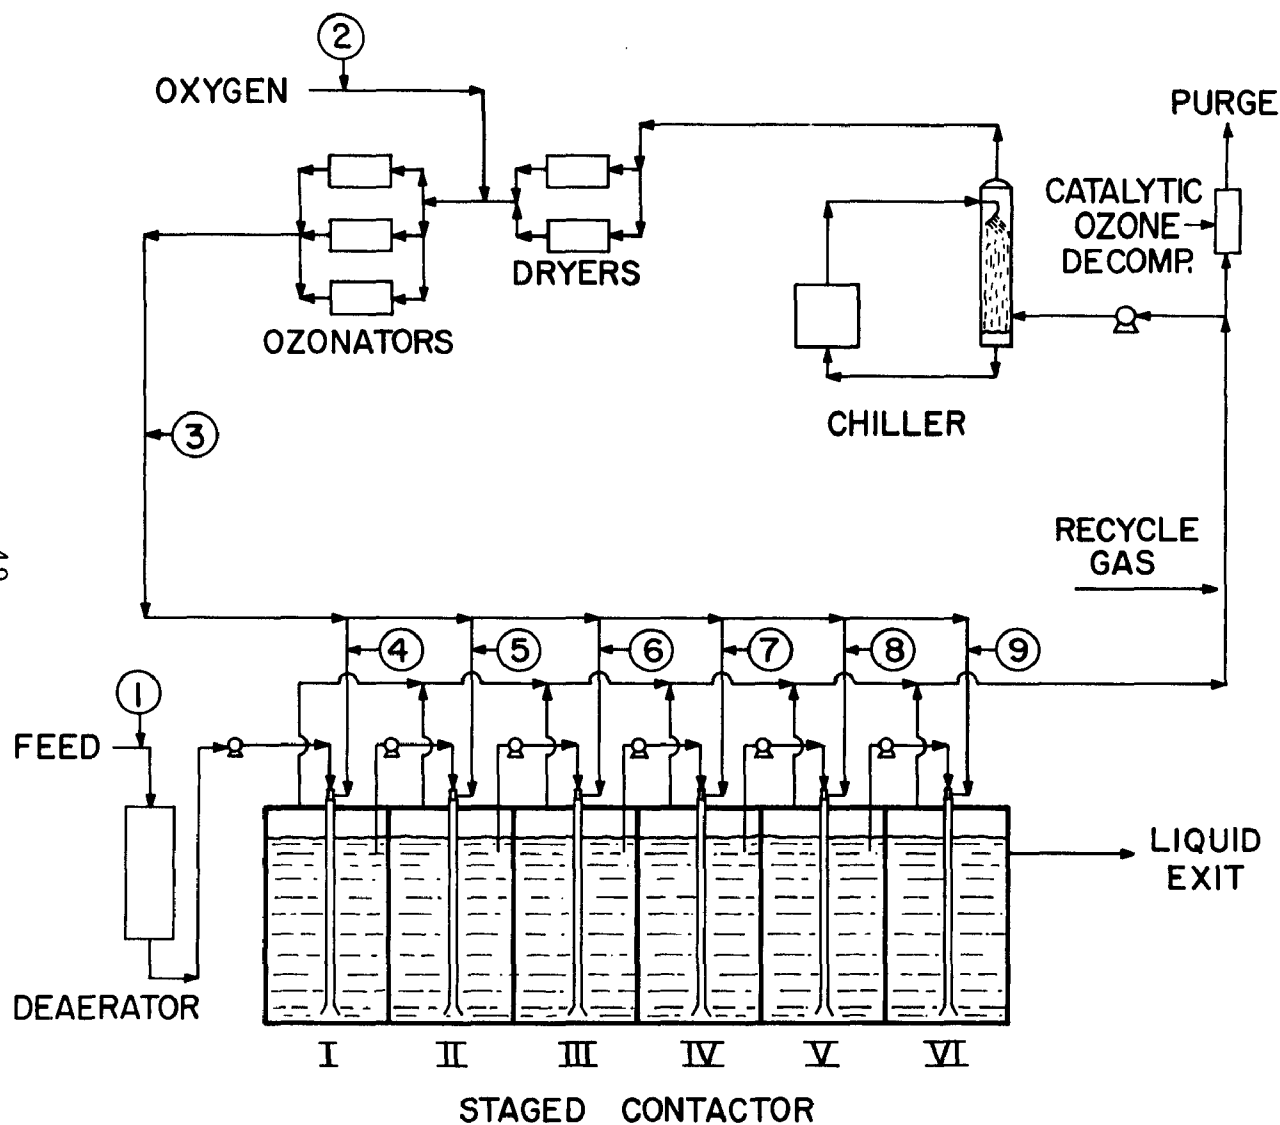 2
OXYGEN
PURGE
CATALYTIC
OZONE
DECOMP.
DRYERS
OZONATORS
CHILLER
3
RECYCLE
GAS
4
5
6
7
8
9
1
FEED
LIQUID
EXIT
DEAERATOR
I
II
III
IV
V
VI
STAGED CONTACTOR